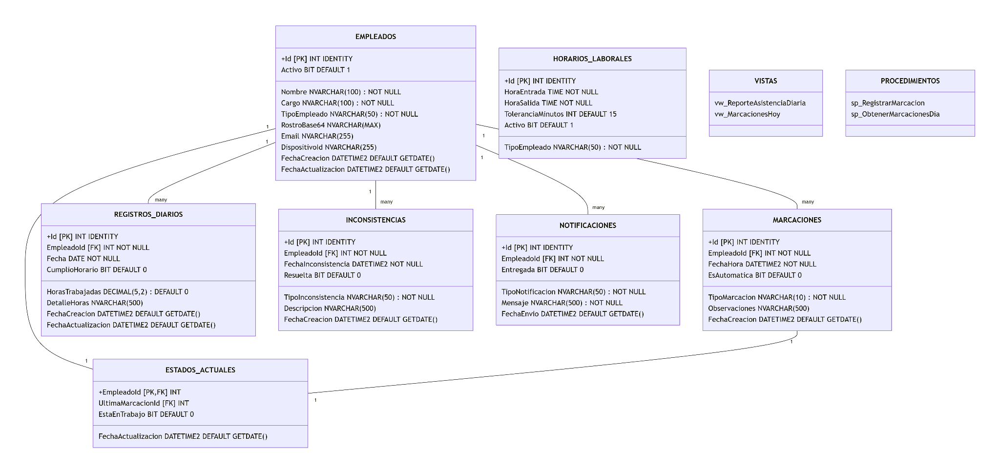 EMPLEADOS
+Id [PK] INT IDENTITY
Activo BIT DEFAULT 1
Nombre NVARCHAR(100) : NOT NULL
Cargo NVARCHAR(100) : NOT NULL
TipoEmpleado NVARCHAR(50) : NOT NULL
RostroBase64 NVARCHAR(MAX)
Email NVARCHAR(255)
DispositivoId NVARCHAR(255)
FechaCreacion DATETIME2 DEFAULT GETDATE()
FechaActualizacion DATETIME2 DEFAULT GETDATE()
HORARIOS_LABORALES
+Id [PK] INT IDENTITY
HoraEntrada TIME NOT NULL
HoraSalida TIME NOT NULL
ToleranciaMinutos INT DEFAULT 15
Activo BIT DEFAULT 1
TipoEmpleado NVARCHAR(50) : NOT NULL
VISTAS
vw_ReporteAsistenciaDiaria
vw_MarcacionesHoy
PROCEDIMIENTOS
sp_RegistrarMarcacion
sp_ObtenerMarcacionesDia
1
1
1
1
1
many
many
many
many
REGISTROS_DIARIOS
+Id [PK] INT IDENTITY
EmpleadoId [FK] INT NOT NULL
Fecha DATE NOT NULL
CumplioHorario BIT DEFAULT 0
HorasTrabajadas DECIMAL(5,2) : DEFAULT 0
DetalleHoras NVARCHAR(500)
FechaCreacion DATETIME2 DEFAULT GETDATE()
FechaActualizacion DATETIME2 DEFAULT GETDATE()
INCONSISTENCIAS
+Id [PK] INT IDENTITY
EmpleadoId [FK] INT NOT NULL
FechaInconsistencia DATETIME2 NOT NULL
Resuelta BIT DEFAULT 0
TipoInconsistencia NVARCHAR(50) : NOT NULL
Descripcion NVARCHAR(500)
FechaCreacion DATETIME2 DEFAULT GETDATE()
NOTIFICACIONES
+Id [PK] INT IDENTITY
EmpleadoId [FK] INT NOT NULL
Entregada BIT DEFAULT 0
TipoNotificacion NVARCHAR(50) : NOT NULL
Mensaje NVARCHAR(500) : NOT NULL
FechaEnvio DATETIME2 DEFAULT GETDATE()
MARCACIONES
+Id [PK] INT IDENTITY
EmpleadoId [FK] INT NOT NULL
FechaHora DATETIME2 NOT NULL
EsAutomatica BIT DEFAULT 0
TipoMarcacion NVARCHAR(10) : NOT NULL
Observaciones NVARCHAR(500)
FechaCreacion DATETIME2 DEFAULT GETDATE()
1
1
1
ESTADOS_ACTUALES
+EmpleadoId [PK,FK] INT
UltimaMarcacionId [FK] INT
EstaEnTrabajo BIT DEFAULT 0
FechaActualizacion DATETIME2 DEFAULT GETDATE()